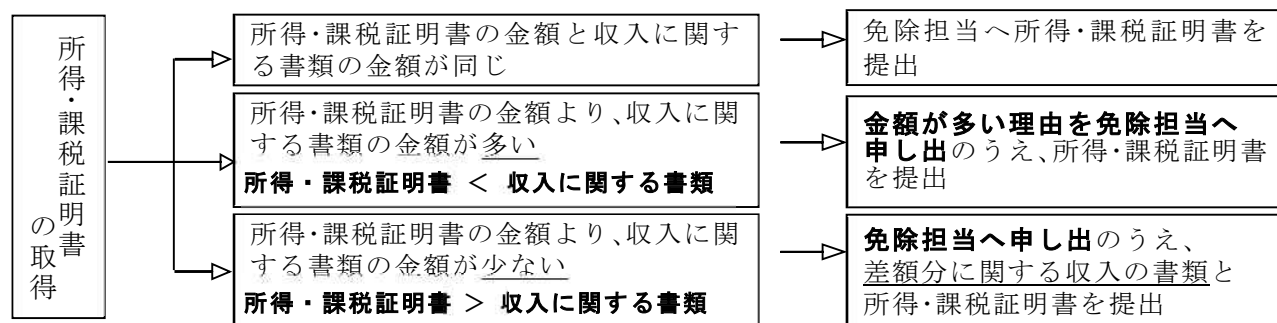 所得・課税証明書
の取得
所得・課税証明書の金額と収入に関す
る書類の金額が同じ
免除担当へ所得・課税証明書を
提出
所得・課税証明書の金額より、収入に関
する書類の金額が多い
所得・課税証明書 < 収入に関する書類
金額が多い理由を免除担当へ
申し出のうえ、所得・課税証明書
を提出
所得・課税証明書の金額より、収入に関
する書類の金額が少ない
所得・課税証明書 > 収入に関する書類
免除担当へ申し出のうえ、
差額分に関する収入の書類と
所得・課税証明書を提出